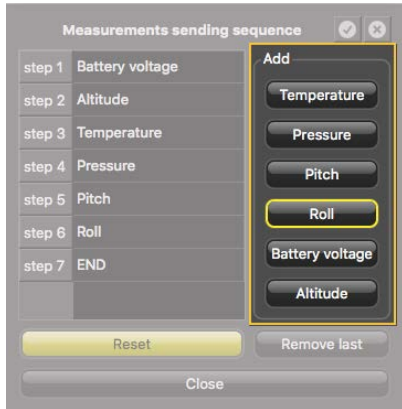 Measurements sending sequence
step 1 Battery voltage
step 2 Altitude
step 3 Temperature
step 4 Pressure
step 5 Pitch
step 6 Roll
step 7 END
Add
Temperature
Pressure
Pitch
Roll
Battery voltage
Altitude
Reset
Remove last
Close